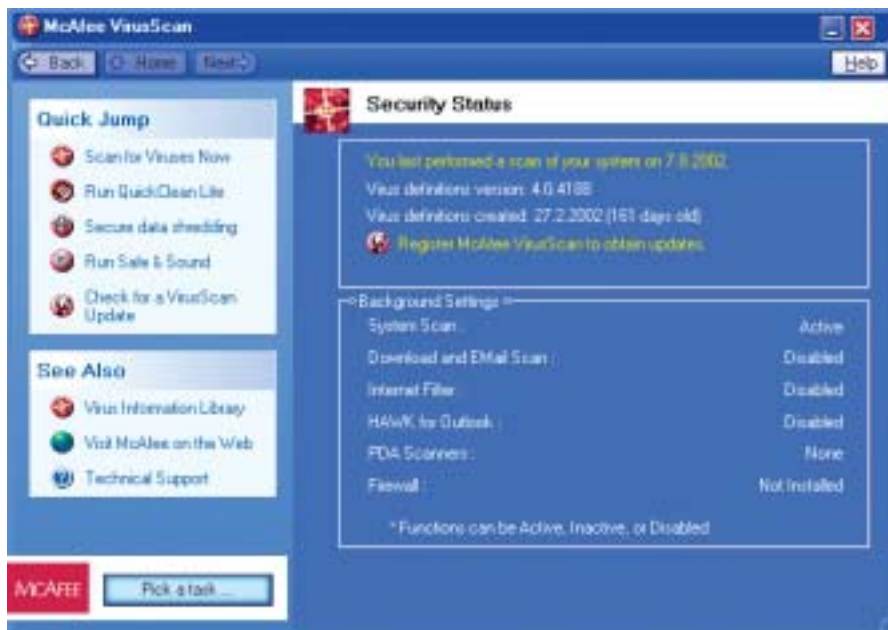 McAfee VirusScan
Back Home Next Help
Quick Jump
Scan for Viruses Now
Run QuickClean Lite
Secure data shredding
Run Safe & Sound
Check for a VirusScan
Update
See Also
Virus Information Library
Visit McAfee on the Web
Technical Support
McAFEE
Pick a task ...
Security Status
You last performed a scan of your system on 7.8.2002.
Virus definitions version: 4.0.4188
Virus definitions created: 27.2.2002 (161 days old)
Register McAfee VirusScan to obtain updates.
Background Settings
System Scan : Active
Download and EMail Scan : Disabled
Internet Filter : Disabled
HAWK for Outlook : Disabled
PDA Scanners : None
Firewall : Not Installed
* Functions can be Active, Inactive, or Disabled